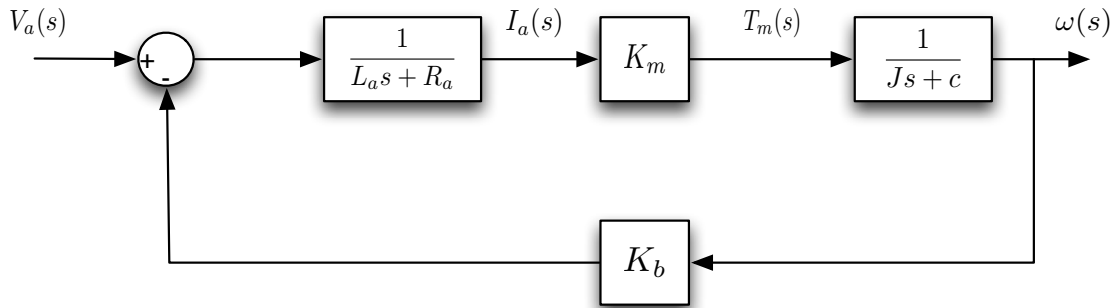 V_a(s)
+
-
1
L_a s + R_a
I_a(s)
K_m
T_m(s)
1
Js + c
ω(s)
K_b